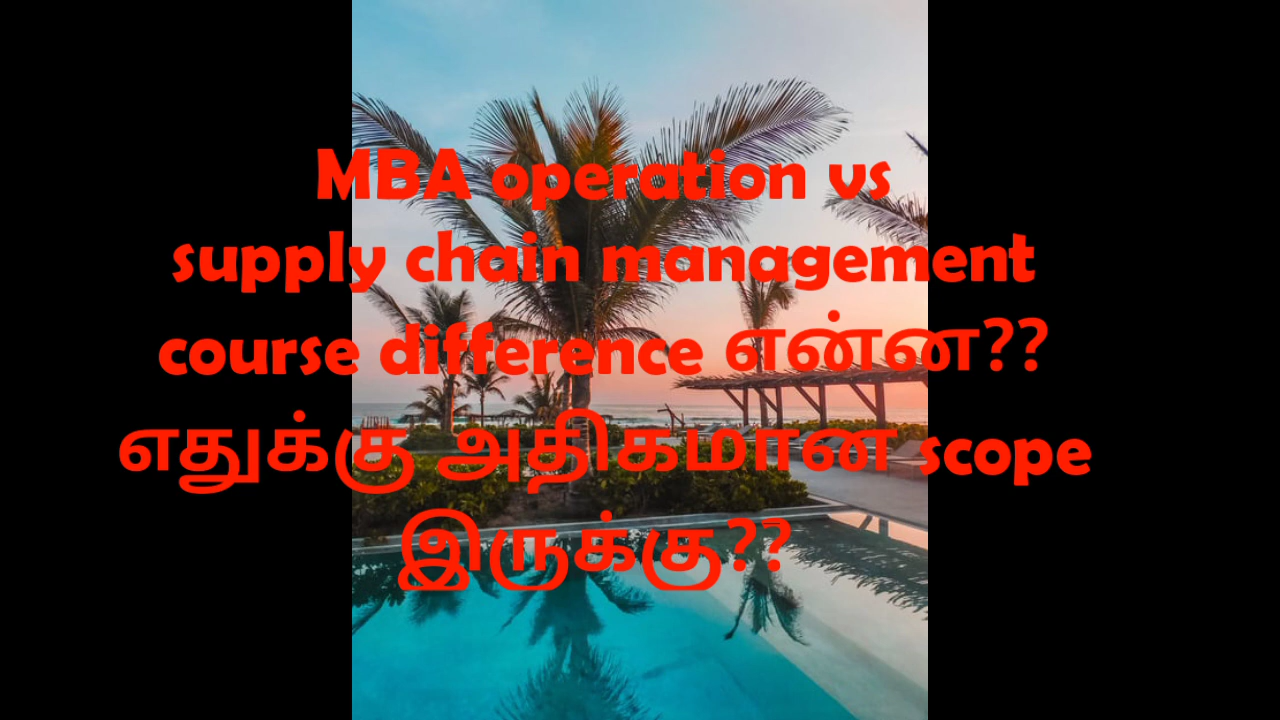 MBA operation vs
supply chain management
course difference என்ன??
எதுக்கு அதிகமான scope
இருக்கு??